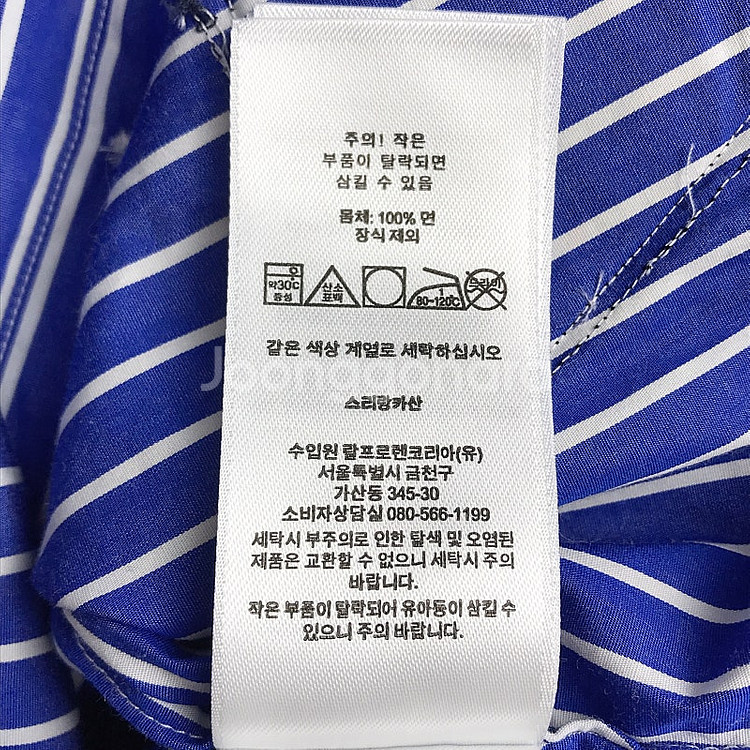 주의! 작은
부품이 탈락되면
삼킬 수 있음
몸체: 100% 면
장식 제외
약30℃
중성
산소
표백
1
80~120℃
드라이
같은 색상 계열로 세탁하십시오
스리랑카산
수입원 랄프로렌코리아(유)
서울특별시 금천구
가산동 345-30
소비자상담실 080-566-1199
세탁시 부주의로 인한 탈색 및 오염된
제품은 교환할 수 없으니 세탁시 주의
바랍니다.
작은 부품이 탈락되어 유아동이 삼킬 수
있으니 주의 바랍니다.